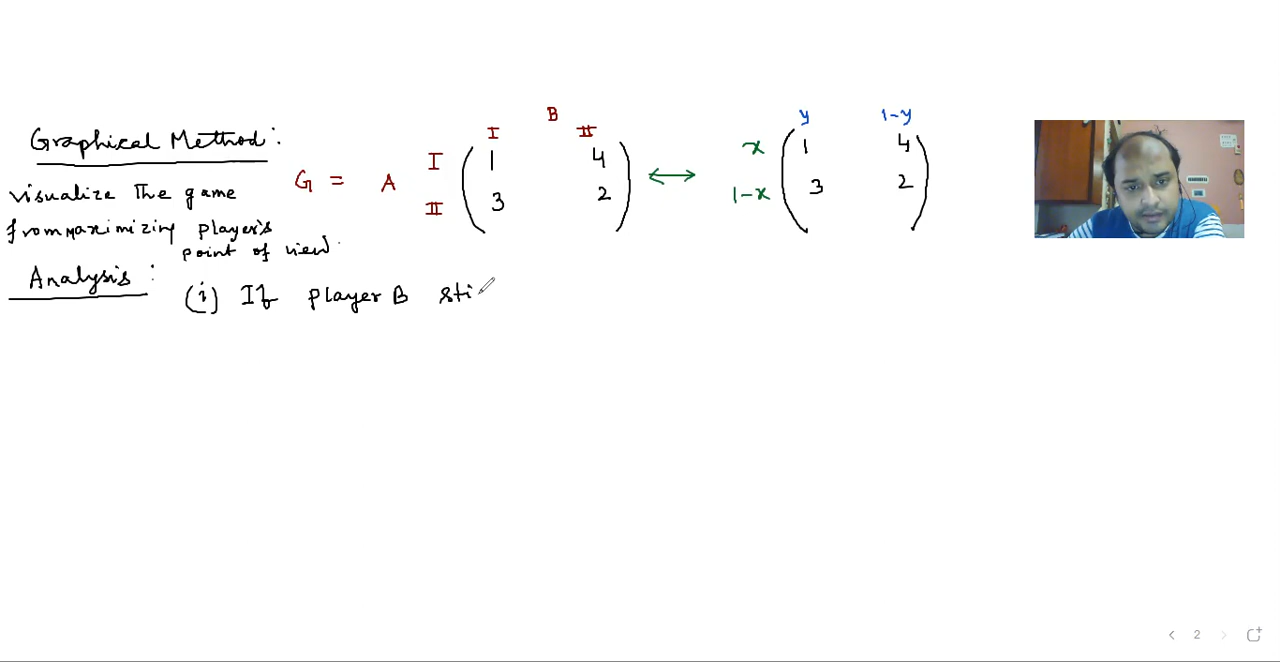 Graphical Method:
visualize the game
from maximizing player's
point of view.
G = A I II ( 1 4 3 2 ) B I II ↔ x 1-x ( 1 4 3 2 ) y 1-y
Analysis:
(i) If player B sti
2